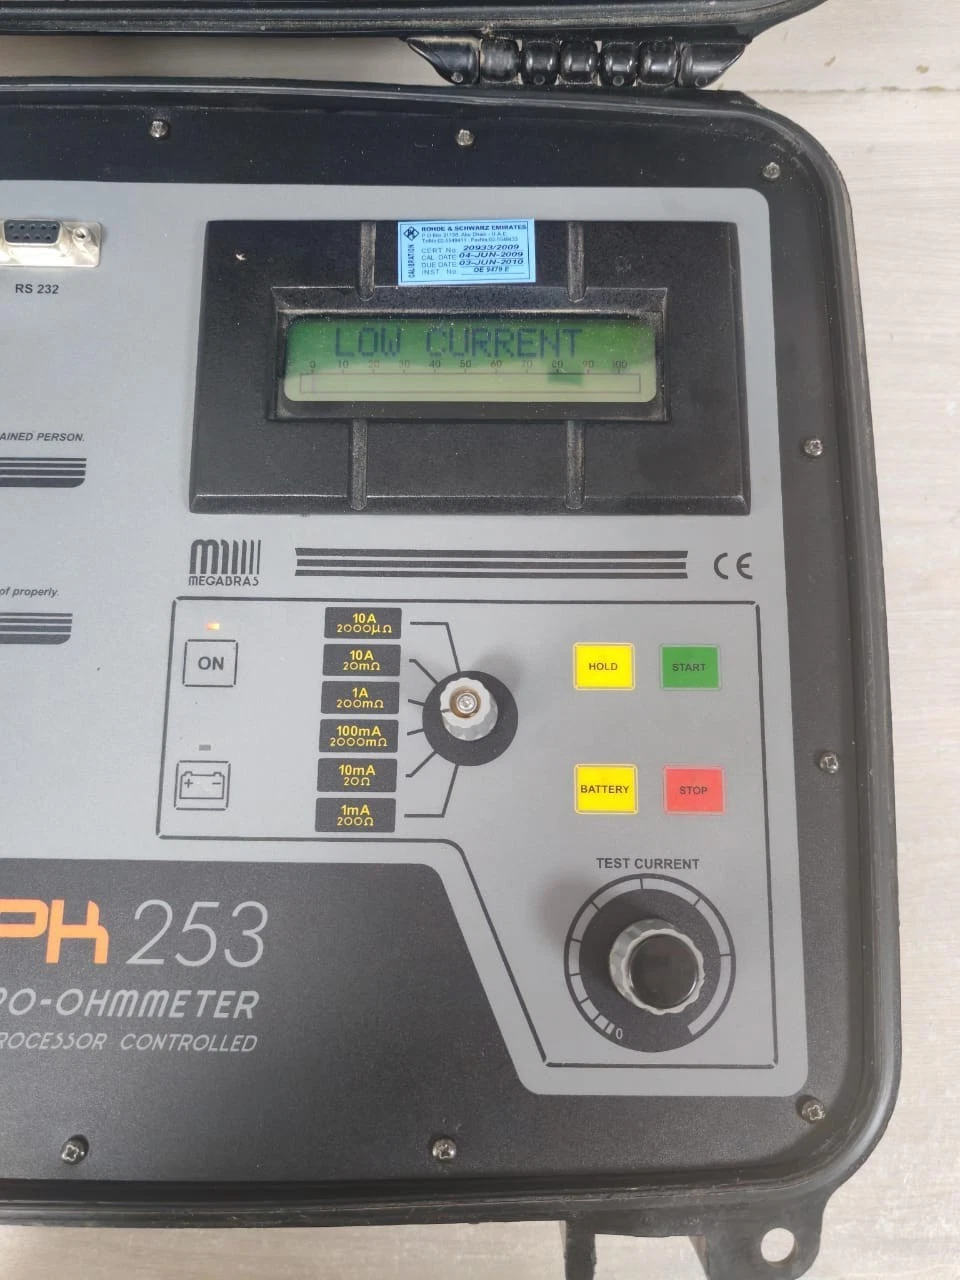 ROHDE & SCHWARZ EMIRATES
CALIBRATION
CERT No. 20933/2009
CAL DATE 04-JUN-2009
DUE DATE 03-JUN-2010
INST No. OE 9479 E
RS 232
LOW CURRENT
0 10 20 30 40 50 60 70 80 90 100
AINED PERSON.
of properly.
MEGABRAS
CE
ON
10A
2000µΩ
10A
20mΩ
1A
200mΩ
100mA
2000mΩ
10mA
20Ω
1mA
200Ω
HOLD
START
BATTERY
STOP
TEST CURRENT
0
PK 253
RO-OHMMETER
ROCESSOR CONTROLLED